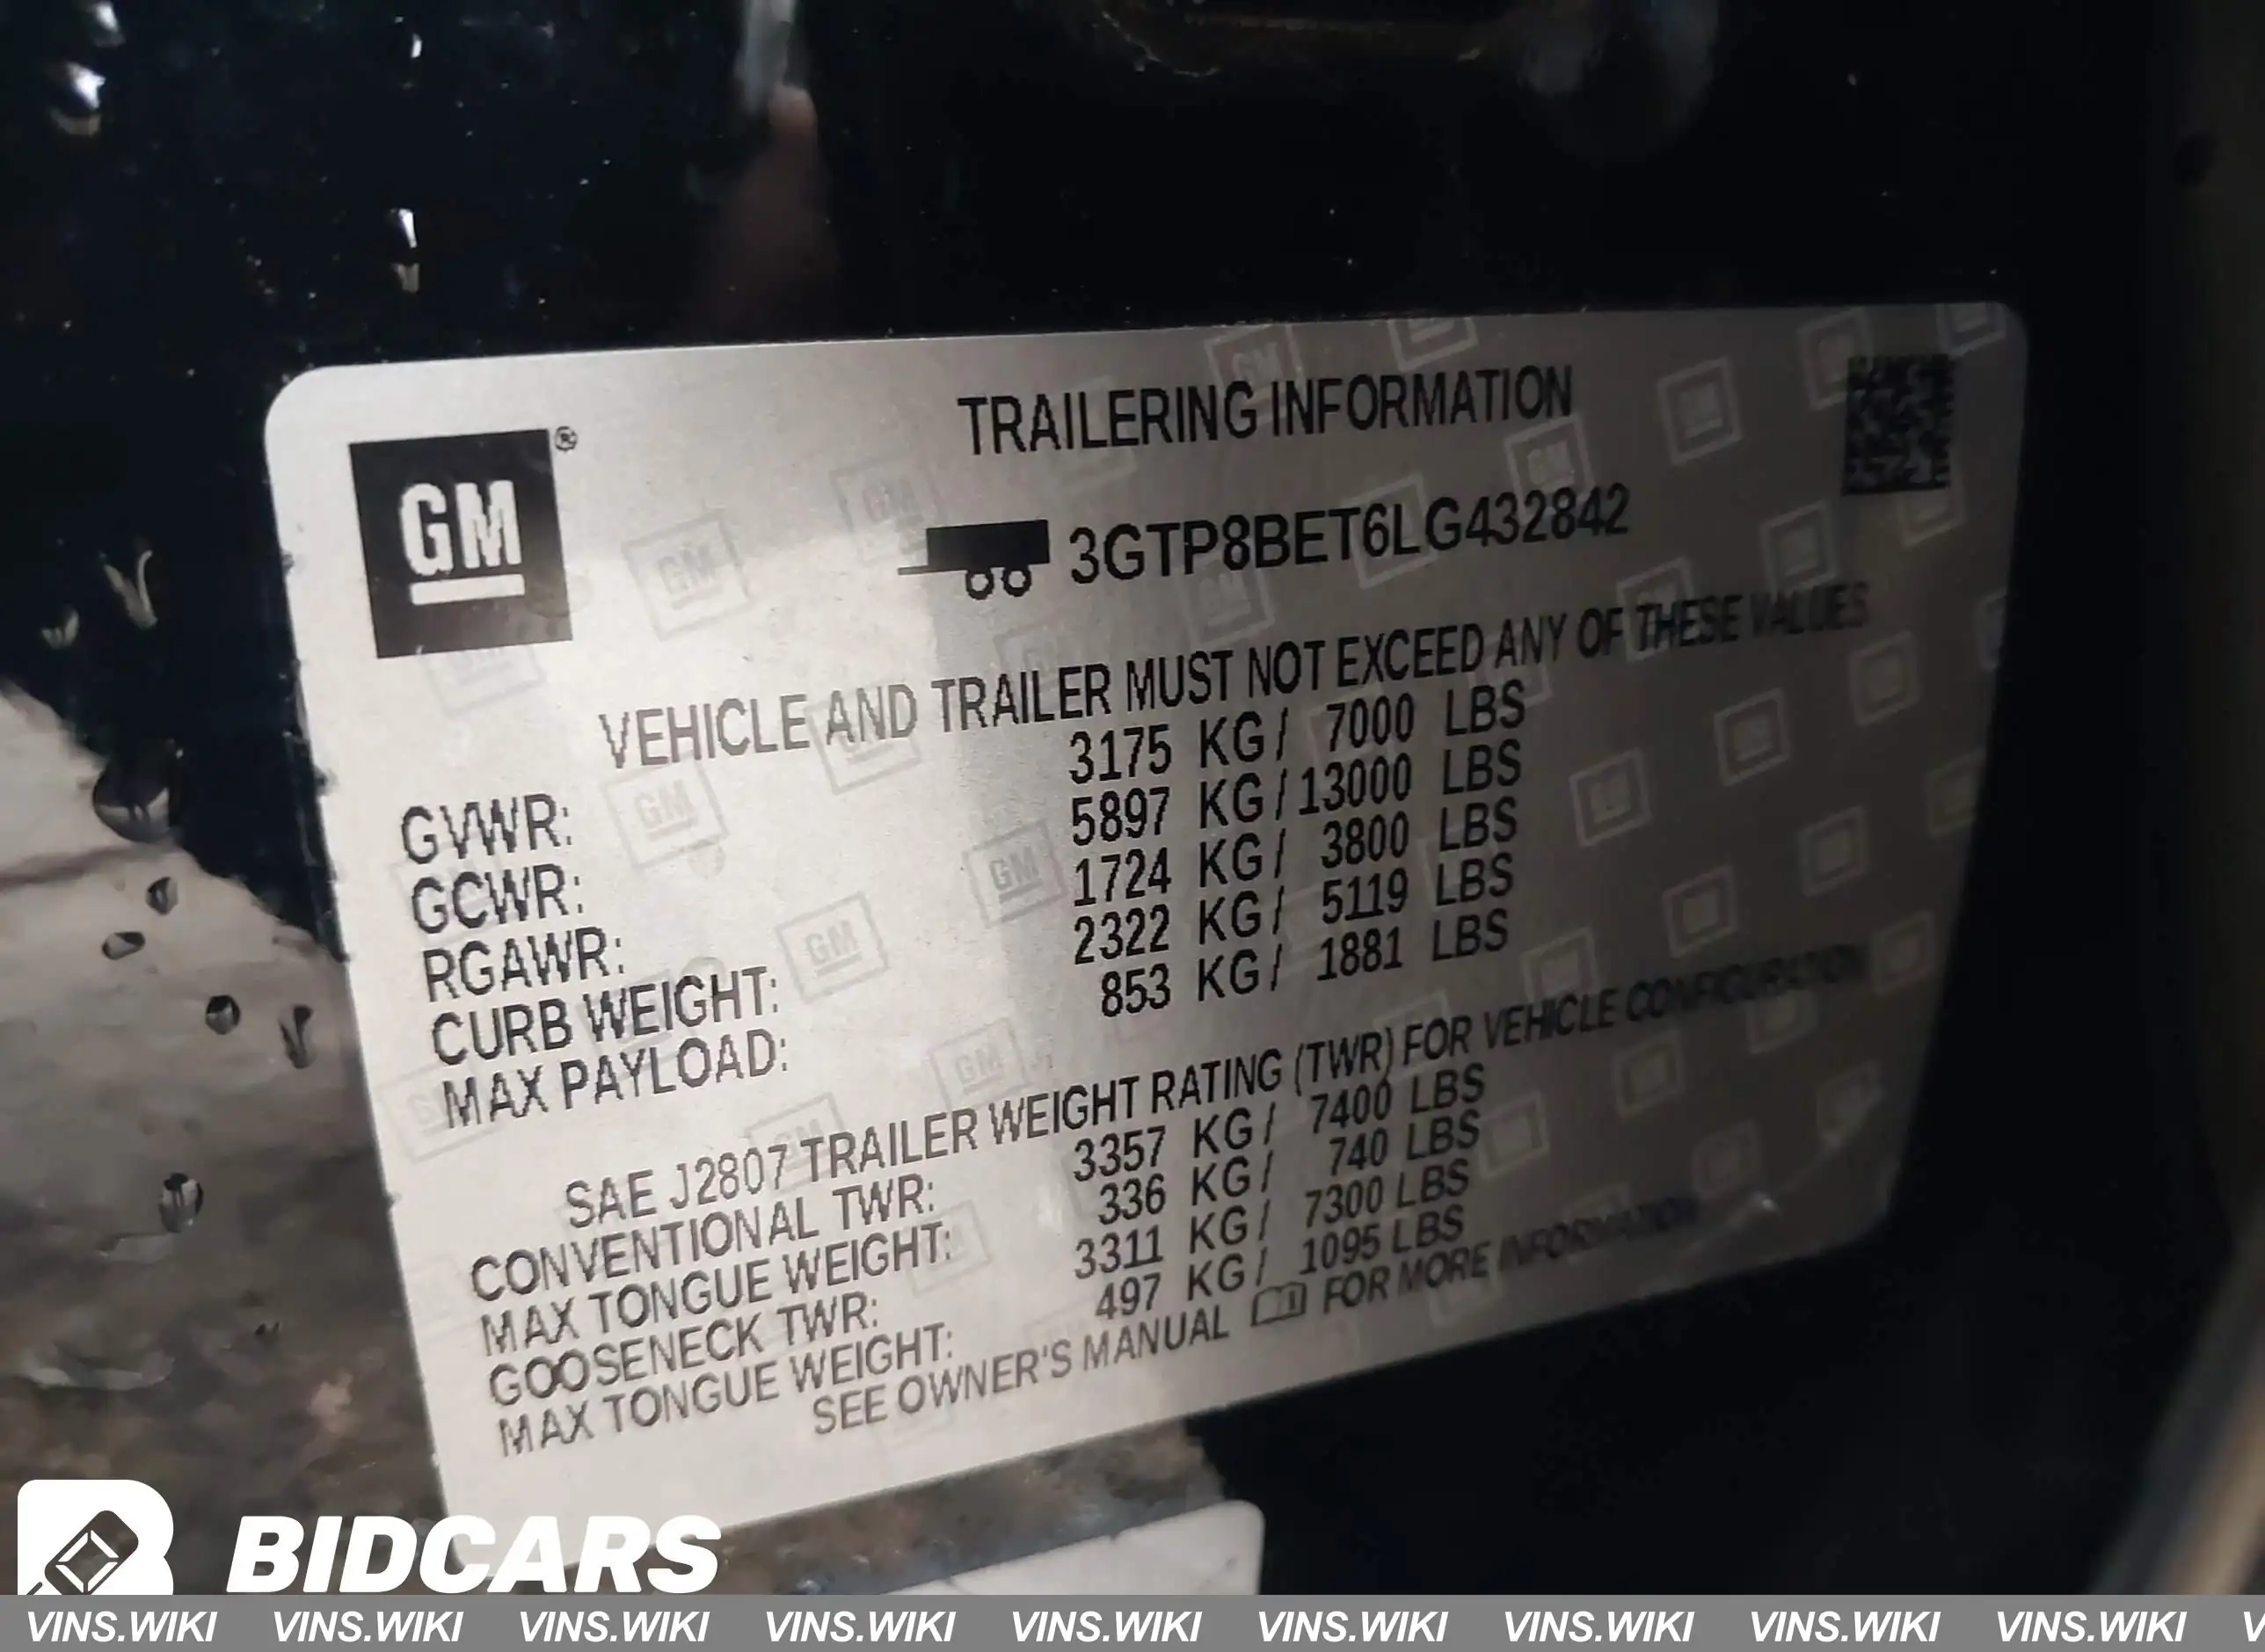 TRAILERING INFORMATION
GM®
3GTP8BET6LG432842
VEHICLE AND TRAILER MUST NOT EXCEED ANY OF THESE VALUES
GVWR: 3175 KG/ 7000 LBS
GCWR: 5897 KG/13000 LBS
RGAWR: 1724 KG/ 3800 LBS
CURB WEIGHT: 2322 KG/ 5119 LBS
MAX PAYLOAD: 853 KG/ 1881 LBS
SAE J2807 TRAILER WEIGHT RATING (TWR) FOR VEHICLE CONFIGURATION
CONVENTIONAL TWR: 3357 KG/ 7400 LBS
MAX TONGUE WEIGHT: 336 KG/ 740 LBS
GOOSENECK TWR: 3311 KG/ 7300 LBS
MAX TONGUE WEIGHT: 497 KG/ 1095 LBS
SEE OWNER'S MANUAL FOR MORE INFORMATION
BIDCARS
VINS.WIKI VINS.WIKI VINS.WIKI VINS.WIKI VINS.WIKI VINS.WIKI VINS.WIKI VINS.WIKI VINS.WIKI V